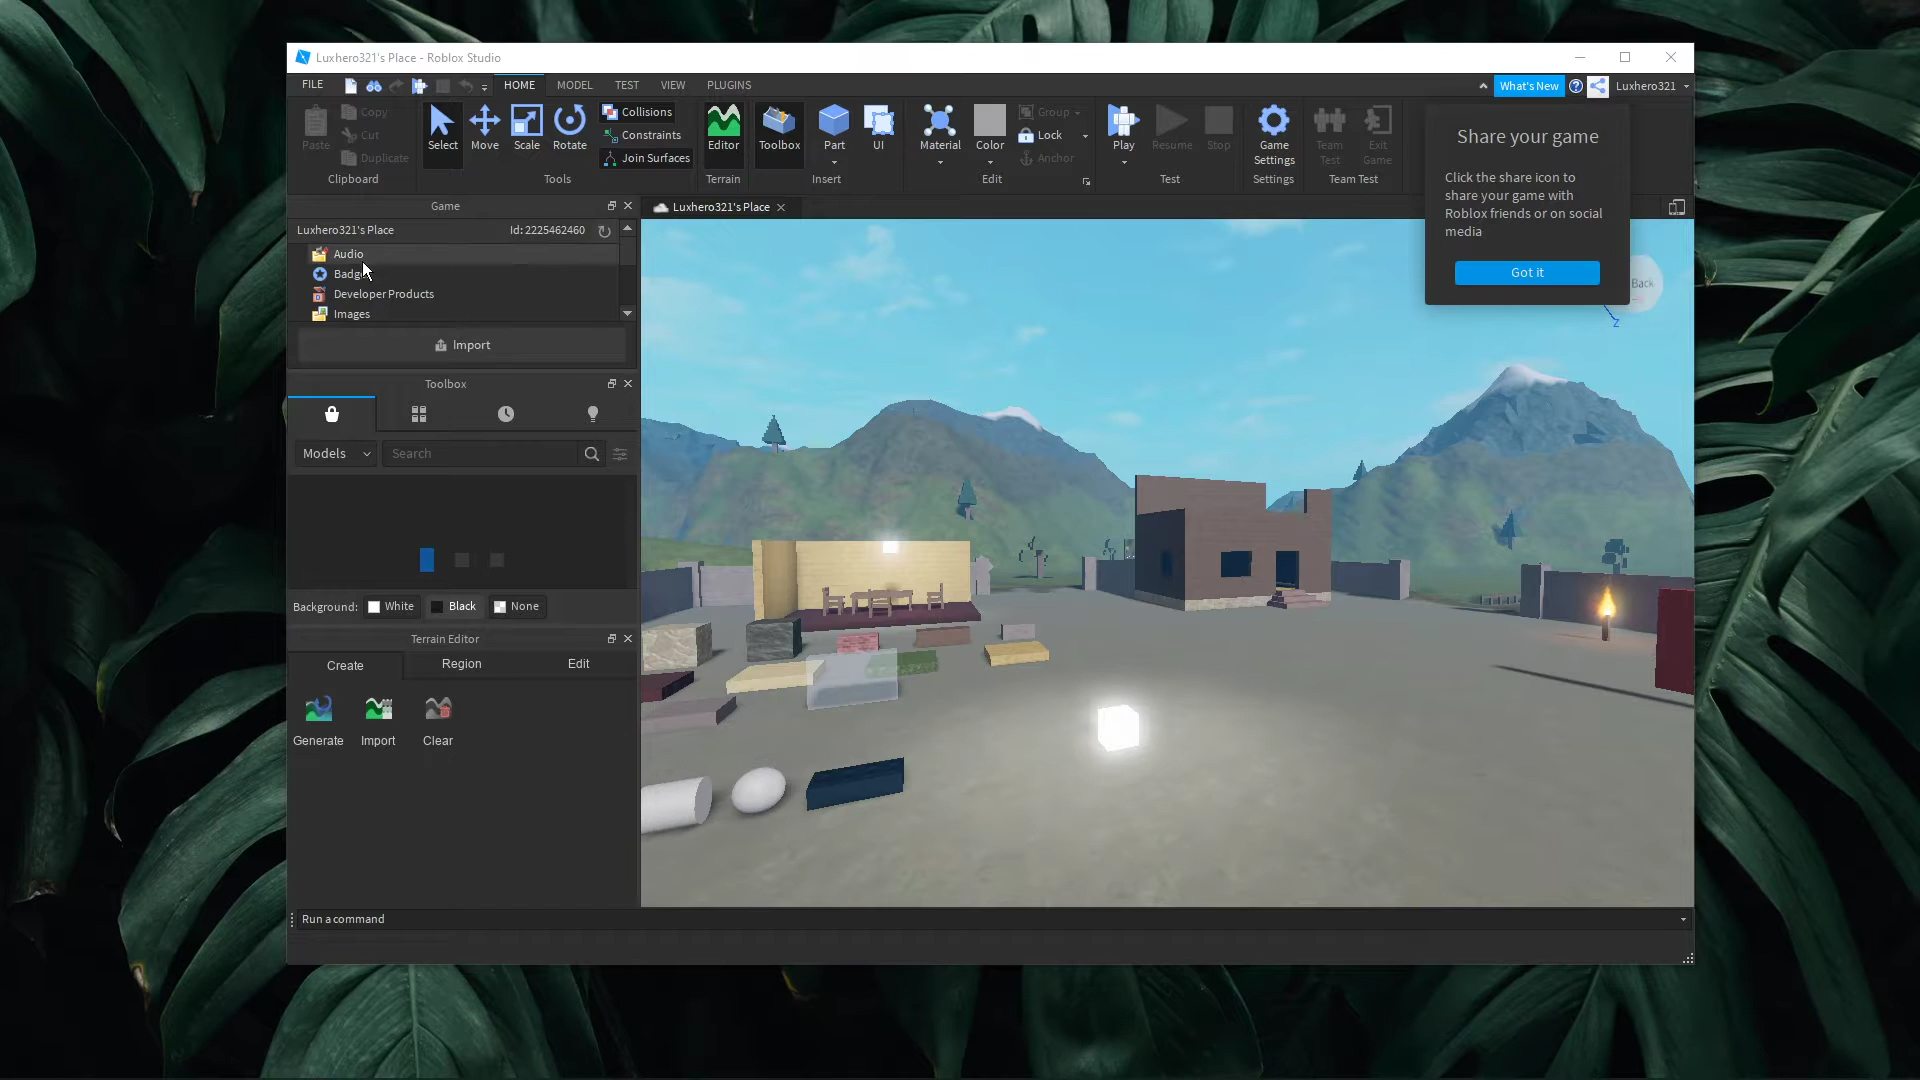 Luxhero321's Place - Roblox Studio
FILE
HOME
MODEL
TEST
VIEW
PLUGINS
What's New
Luxhero321
Paste
Copy
Cut
Duplicate
Clipboard
Select
Move
Scale
Rotate
Collisions
Constraints
Join Surfaces
Tools
Editor
Terrain
Toolbox
Part
UI
Insert
Material
Color
Group
Lock
Anchor
Edit
Play
Resume
Stop
Test
Game
Settings
Settings
Team
Test
Exit
Game
Team Test
Share your game
Click the share icon to
share your game with
Roblox friends or on social
media
Got it
Game
Luxhero321's Place
Id: 2225462460
Audio
Developer Products
Images
Import
Toolbox
Models
Search
Background:
White
Black
None
Terrain Editor
Create
Region
Edit
Generate
Import
Clear
Luxhero321's Place
Back
Z
Run a command